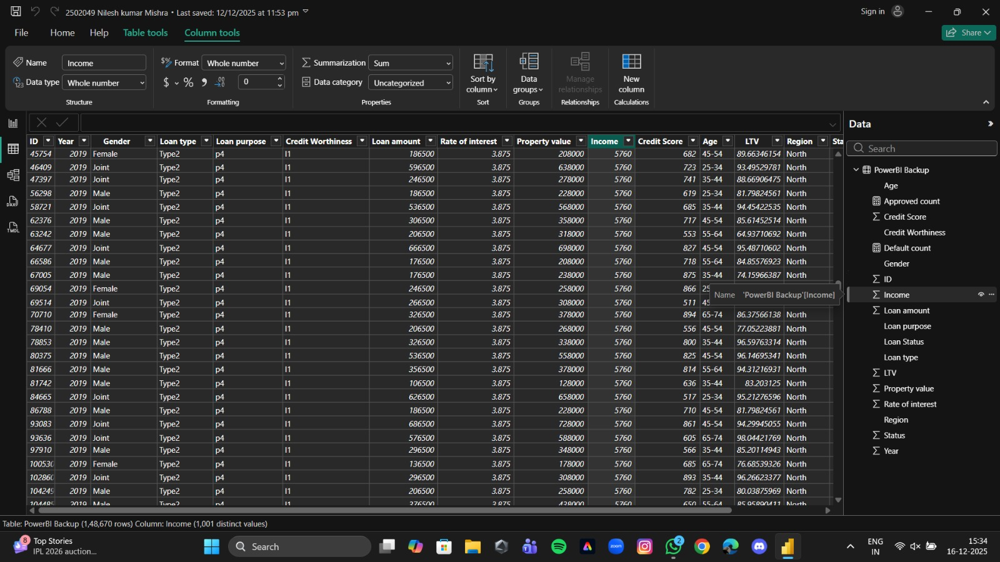 2502049 Nilesh kumar Mishra • Last saved: 12/12/2025 at 11:53 pm
Sign in
File Home Help Table tools Column tools
Share
Name Income
Format Whole number
Summarization Sum
Data type Whole number
$ % 0
Data category Uncategorized
Sort by column
Data groups
Manage relationships
New column
Structure Formatting Properties Sort Groups Relationships Calculations
Data
Search
ID Year Gender Loan type Loan purpose Credit Worthiness Loan amount Rate of interest Property value Income Credit Score Age LTV Region Sta
45754 2019 Female Type2 p4 l1 186500 3.875 208000 5760 682 45-54 89.66346154 North
46409 2019 Joint Type2 p4 l1 596500 3.875 638000 5760 723 25-34 93.49529781 North
47397 2019 Joint Type2 p4 l1 246500 3.875 278000 5760 741 35-44 88.66906475 North
56298 2019 Male Type2 p4 l1 186500 3.875 228000 5760 619 25-34 81.79824561 North
58721 2019 Joint Type2 p4 l1 536500 3.875 568000 5760 685 35-44 94.45422535 North
62376 2019 Male Type2 p4 l1 306500 3.875 358000 5760 717 45-54 85.61452514 North
63242 2019 Male Type2 p4 l1 206500 3.875 318000 5760 553 55-64 64.93710692 North
64677 2019 Joint Type2 p4 l1 666500 3.875 698000 5760 827 45-54 95.48710602 North
66586 2019 Male Type2 p4 l1 176500 3.875 208000 5760 718 55-64 84.85576923 North
67005 2019 Male Type2 p4 l1 176500 3.875 238000 5760 875 35-44 74.15966387 North
69054 2019 Female Type2 p4 l1 246500 3.875 258000 5760 866 25
69514 2019 Joint Type2 p4 l1 266500 3.875 308000 5760 511 45
Name 'PowerBI Backup'[Income]
70710 2019 Female Type2 p4 l1 326500 3.875 378000 5760 894 65-74 86.37566138 North
78410 2019 Male Type2 p4 l1 206500 3.875 268000 5760 556 45-54 77.05223881 North
78853 2019 Male Type2 p4 l1 326500 3.875 338000 5760 800 35-44 96.59763314 North
80375 2019 Male Type2 p4 l1 536500 3.875 558000 5760 825 45-54 96.14695341 North
81666 2019 Male Type2 p4 l1 356500 3.875 378000 5760 814 55-64 94.31216931 North
81742 2019 Male Type2 p4 l1 106500 3.875 128000 5760 636 35-44 83.203125 North
84665 2019 Joint Type2 p4 l1 626500 3.875 658000 5760 517 25-34 95.21276596 North
86788 2019 Male Type2 p4 l1 186500 3.875 228000 5760 710 45-54 81.79824561 North
93083 2019 Joint Type2 p4 l1 686500 3.875 728000 5760 861 45-54 94.29945055 North
93636 2019 Joint Type2 p4 l1 576500 3.875 588000 5760 605 65-74 98.04421769 North
97910 2019 Male Type2 p4 l1 296500 3.875 348000 5760 566 35-44 85.20114943 North
100530 2019 Female Type2 p4 l1 136500 3.875 178000 5760 685 65-74 76.68539326 North
102860 2019 Joint Type2 p4 l1 296500 3.875 308000 5760 893 35-44 96.26623377 North
104249 2019 Male Type2 p4 l1 206500 3.875 258000 5760 782 25-34 80.03875969 North
104485 2019 Male Type2 p4 l1 376500 3.875 438000 5760 650 55-64 85.95890411 North
PowerBI Backup
Age
Approved count
Credit Score
Credit Worthiness
Default count
Gender
ID
Income
Loan amount
Loan purpose
Loan Status
Loan type
LTV
Property value
Rate of interest
Region
Status
Year
Table: PowerBI Backup (1,48,670 rows) Column: Income (1,001 distinct values)
8
Top Stories
IPL 2026 auction...
Search
zoom
2
ENG
IN
15:34
16-12-2025